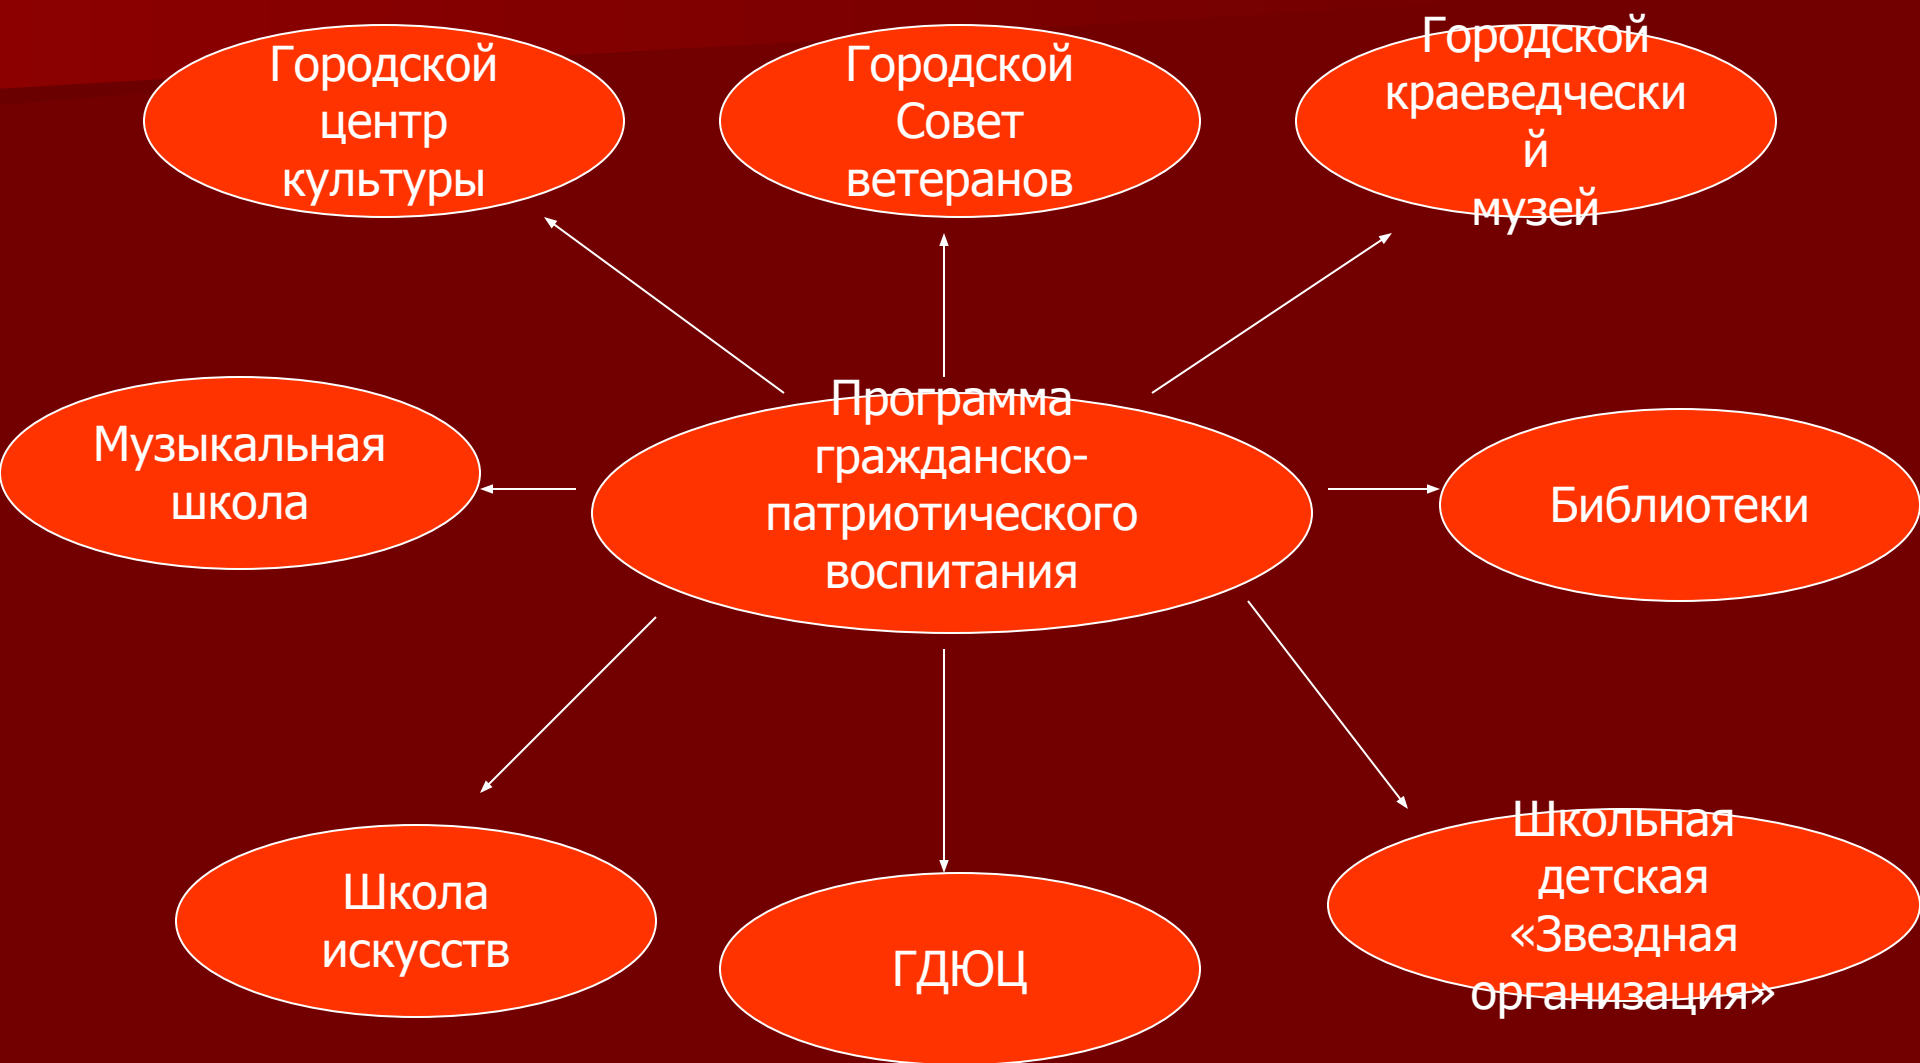 Городской
центр
культуры
Городской
Совет
ветеранов
Городской
краеведчески
й
музей
Музыкальная
школа
Программа
гражданско-
патриотического
воспитания
Библиотеки
Школа
искусств
ГДЮЦ
Школьная
детская
«Звездная
организация»